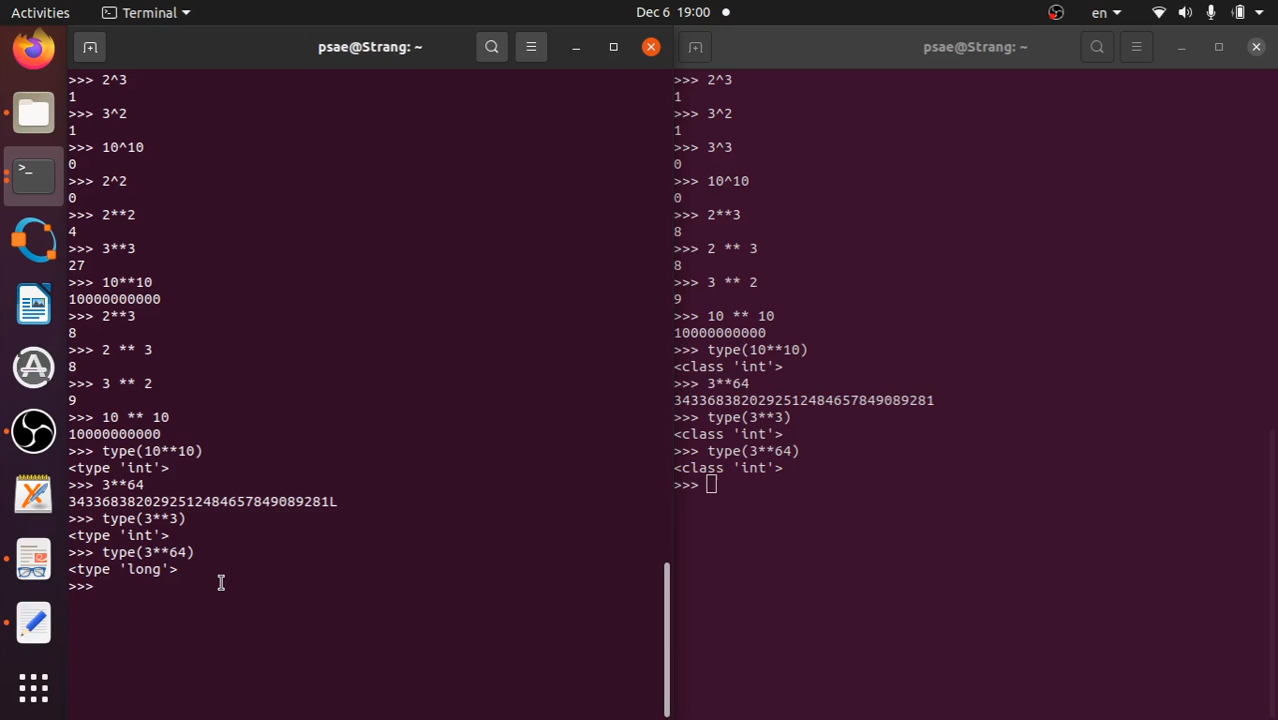 Activities
Terminal
Dec 6 19:00
en
psae@Strang: ~
>>> 2^3
1
>>> 3^2
1
>>> 10^10
0
>>> 2^2
0
>>> 2**2
4
>>> 3**3
27
>>> 10**10
10000000000
>>> 2**3
8
>>> 2 ** 3
8
>>> 3 ** 2
9
>>> 10 ** 10
10000000000
>>> type(10**10)
<type 'int'>
>>> 3**64
3433683820292512484657849089281L
>>> type(3**3)
<type 'int'>
>>> type(3**64)
<type 'long'>
>>>
psae@Strang: ~
>>> 2^3
1
>>> 3^2
1
>>> 3^3
0
>>> 10^10
0
>>> 2**3
8
>>> 2 ** 3
8
>>> 3 ** 2
9
>>> 10 ** 10
10000000000
>>> type(10**10)
<class 'int'>
>>> 3**64
3433683820292512484657849089281
>>> type(3**3)
<class 'int'>
>>> type(3**64)
<class 'int'>
>>>